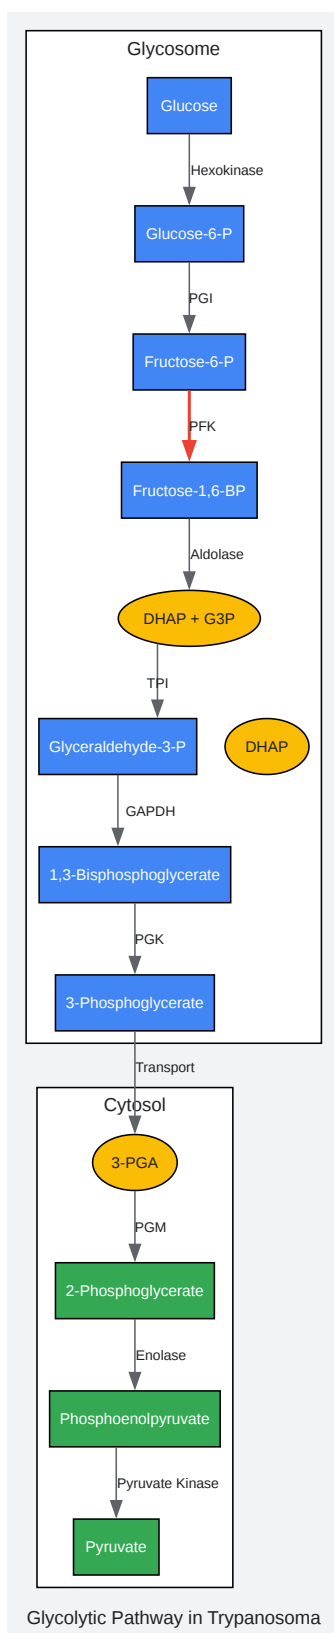 Glycosome
Glucose
Hexokinase
Glucose-6-P
PGI
Fructose-6-P
PFK
Fructose-1,6-BP
Aldolase
DHAP + G3P
TPI
Glyceraldehyde-3-P
DHAP
GAPDH
1,3-Bisphosphoglycerate
PGK
3-Phosphoglycerate
Transport
Cytosol
3-PGA
PGM
2-Phosphoglycerate
Enolase
Phosphoenolpyruvate
Pyruvate Kinase
Pyruvate
Glycolytic Pathway in Trypanosoma